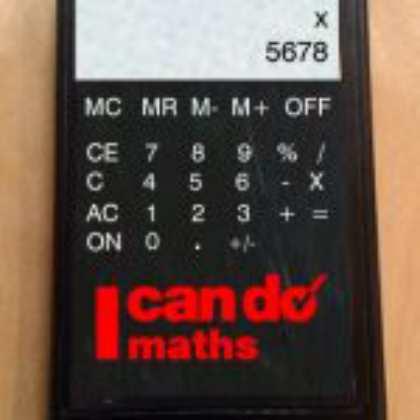 x
5678
MC MR M- M+ OFF
CE 7 8 9 % /
C 4 5 6 - X
AC 1 2 3 + =
ON 0 . +/-
I can do
maths